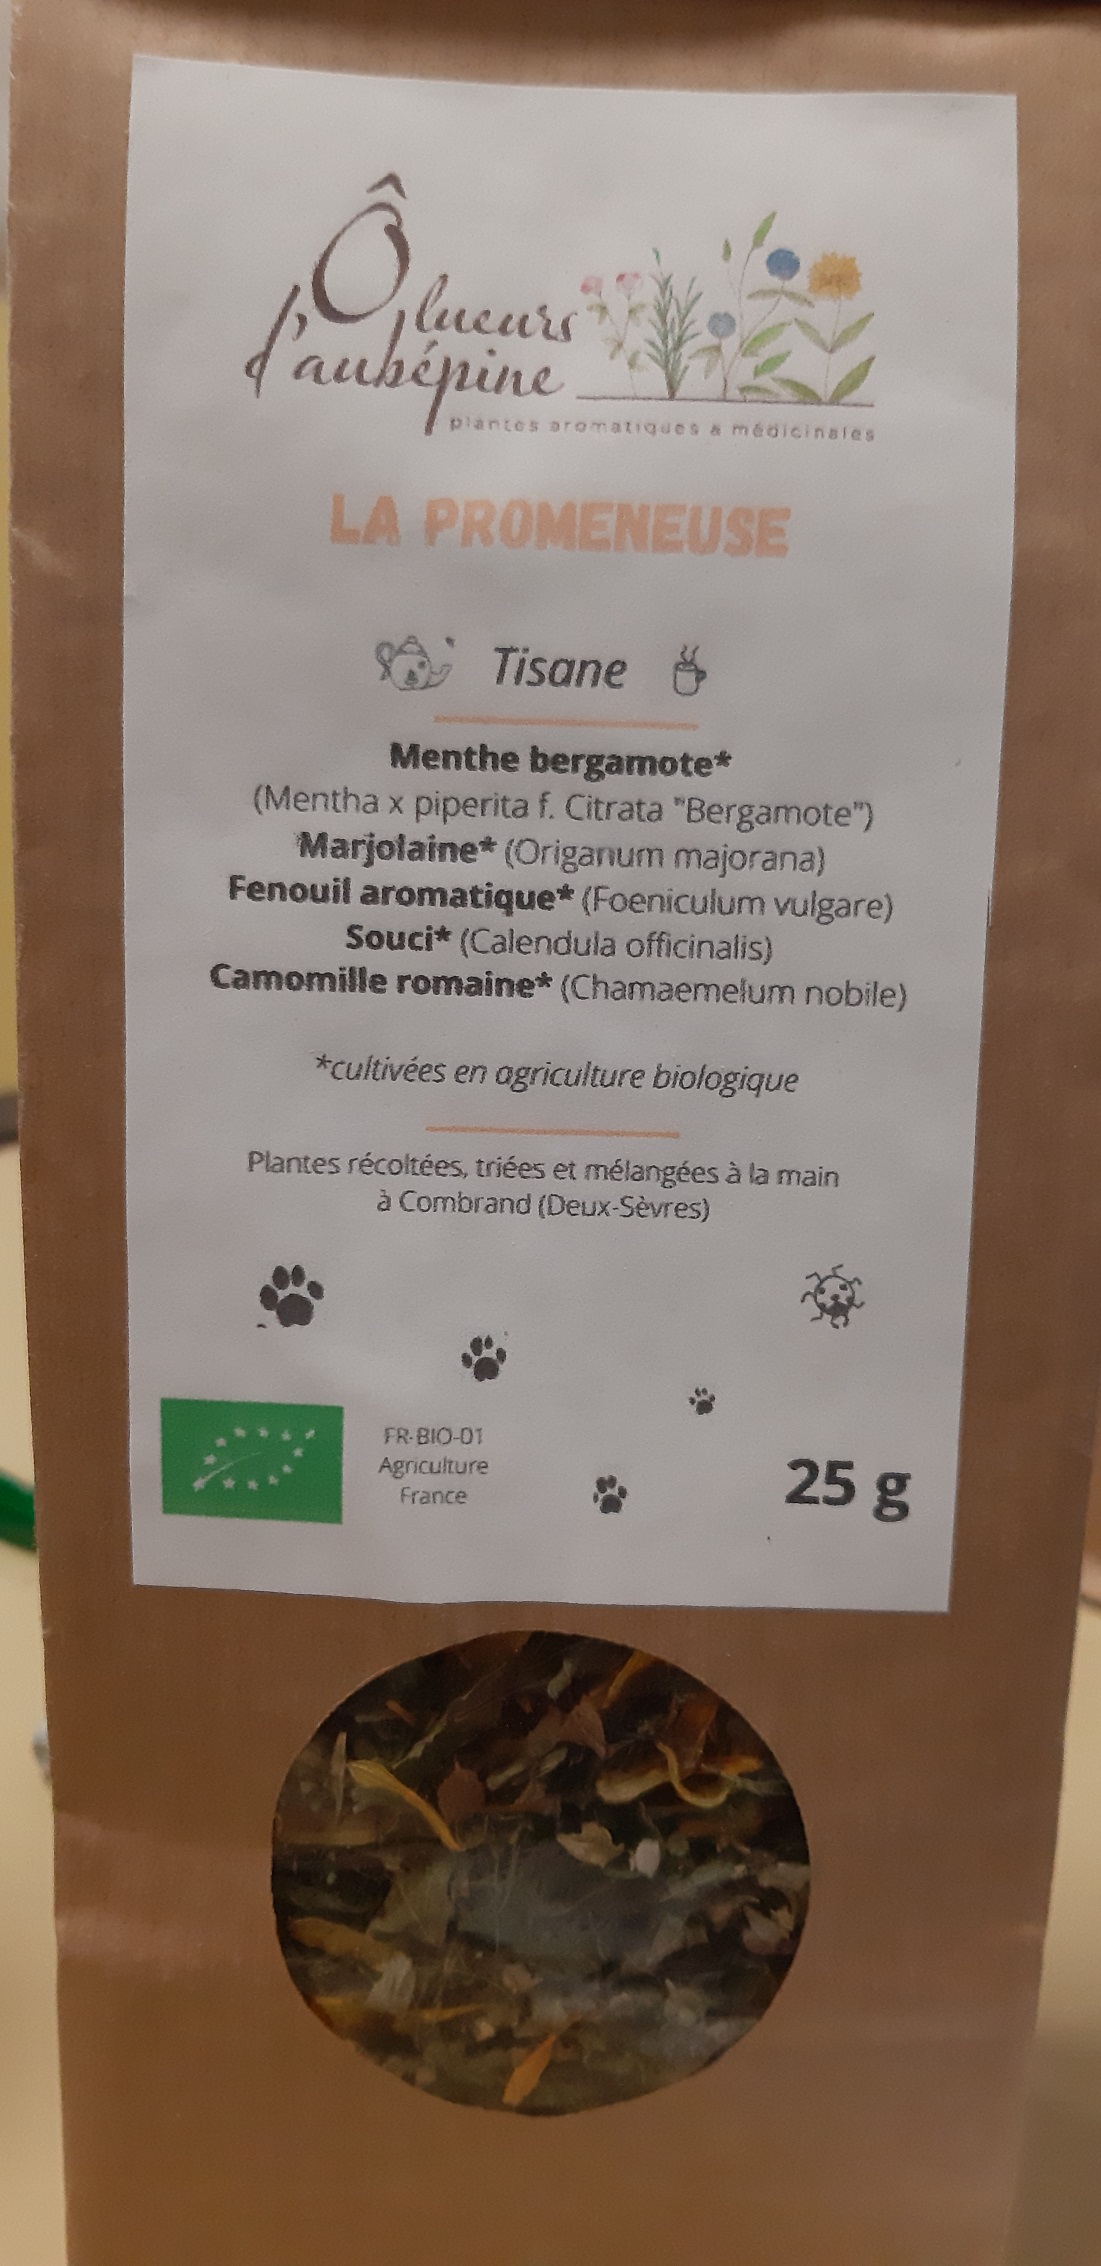 Ô lueurs
d'aubépine
plantes aromatiques & médicinales
LA PROMENEUSE
Tisane
Menthe bergamote*
(Mentha x piperita f. Citrata "Bergamote")
Marjolaine* (Origanum majorana)
Fenouil aromatique* (Foeniculum vulgare)
Souci* (Calendula officinalis)
Camomille romaine* (Chamaemelum nobile)
*cultivées en agriculture biologique
Plantes récoltées, triées et mélangées à la main
à Combrand (Deux-Sèvres)
FR-BIO-01
Agriculture
France
25 g